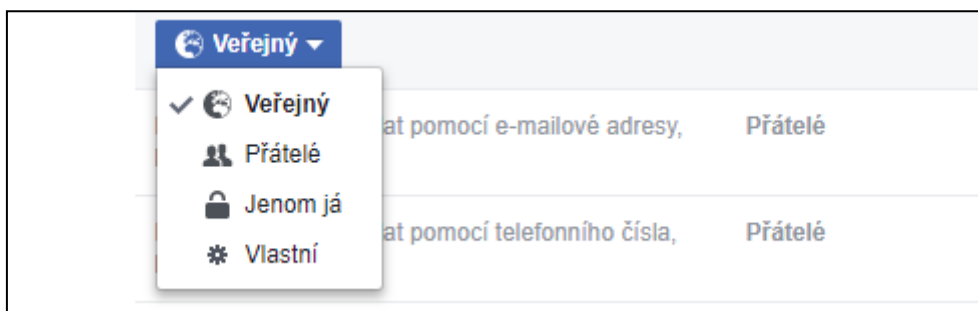 Veřejný
Veřejný
at pomocí e-mailové adresy, Přátelé
Přátelé
Jenom já
at pomocí telefonního čísla, Přátelé
Vlastní